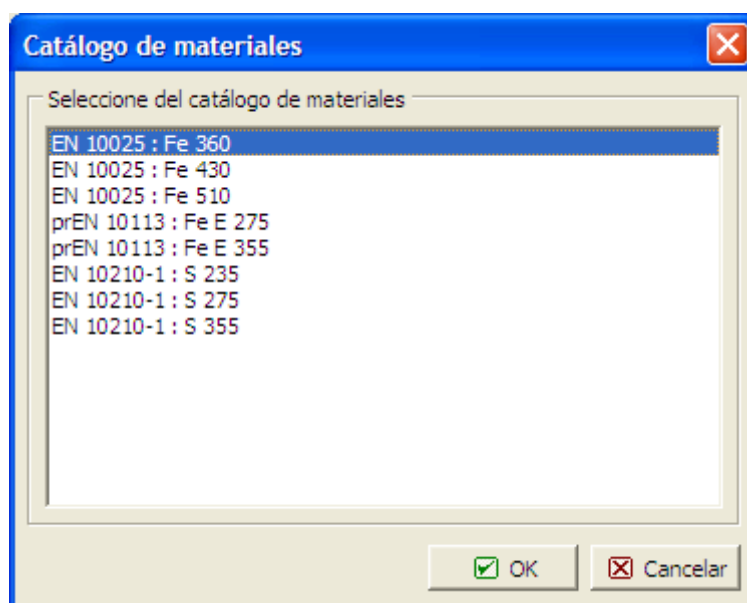 Catálogo de materiales
Seleccione del catálogo de materiales
EN 10025 : Fe 360
EN 10025 : Fe 430
EN 10025 : Fe 510
prEN 10113 : Fe E 275
prEN 10113 : Fe E 355
EN 10210-1 : S 235
EN 10210-1 : S 275
EN 10210-1 : S 355
OK Cancelar